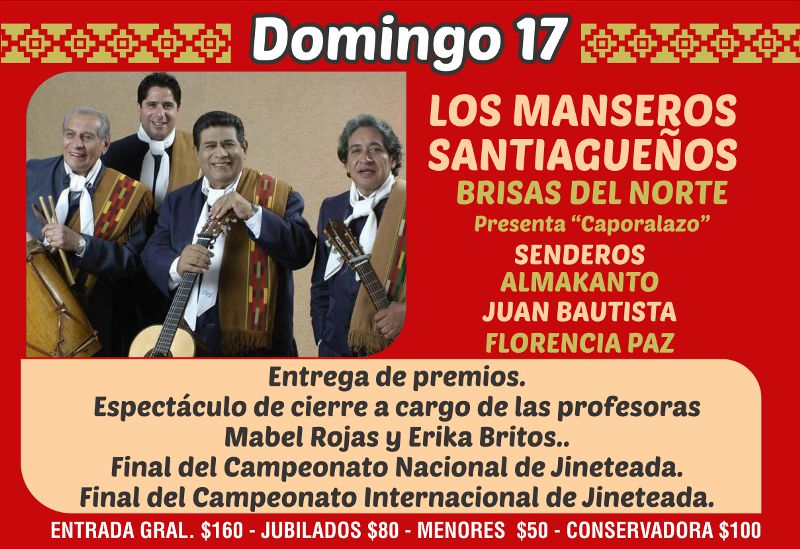 Domingo 17
LOS MANSEROS
SANTIAGUEÑOS
BRISAS DEL NORTE
Presenta “Caporalazo”
SENDEROS
ALMAKANTO
JUAN BAUTISTA
FLORENCIA PAZ
Entrega de premios.
Espectáculo de cierre a cargo de las profesoras
Mabel Rojas y Erika Britos..
Final del Campeonato Nacional de Jineteada.
Final del Campeonato Internacional de Jineteada.
ENTRADA GRAL. $160 - JUBILADOS $80 - MENORES $50 - CONSERVADORA $100